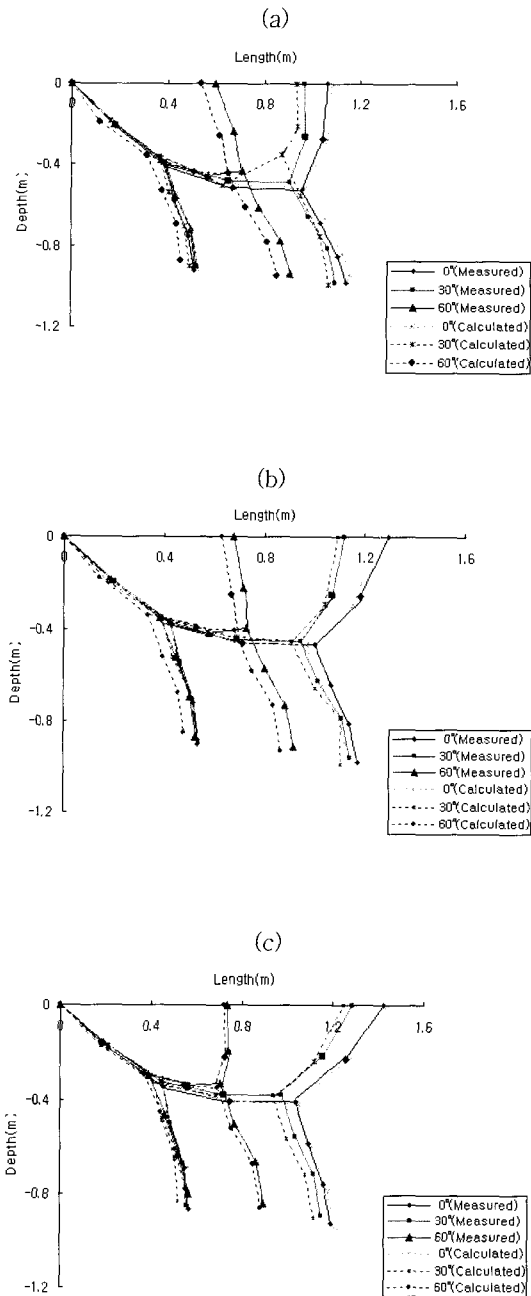 (a)
Length(m)
0 0.4 0.8 1.2 1.6
0
-0.4
-0.8
-1.2
Depth(m)
0°(Measured)
30°(Measured)
60°(Measured)
0°(Calculated)
30°(Calculated)
60°(Calculated)
(b)
Length(m)
0 0.4 0.8 1.2 1.6
0
-0.4
-0.8
-1.2
Depth(m)
0°(Measured)
30°(Measured)
60°(Measured)
0°(Calculated)
30°(Calculated)
60°(Calculated)
(c)
Length(m)
0 0.4 0.8 1.2 1.6
0
-0.4
-0.8
-1.2
Depth(m)
0°(Measured)
30°(Measured)
60°(Measured)
0°(Calculated)
30°(Calculated)
60°(Calculated)